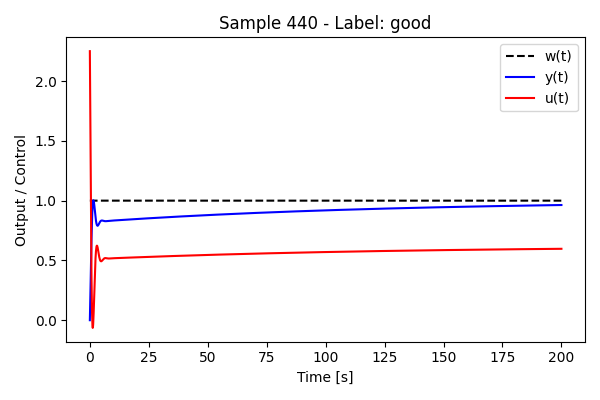 Sample 440 - Label: good
w(t)
y(t)
u(t)
Output / Control
2.0
1.5
1.0
0.5
0.0
0 25 50 75 100 125 150 175 200
Time [s]